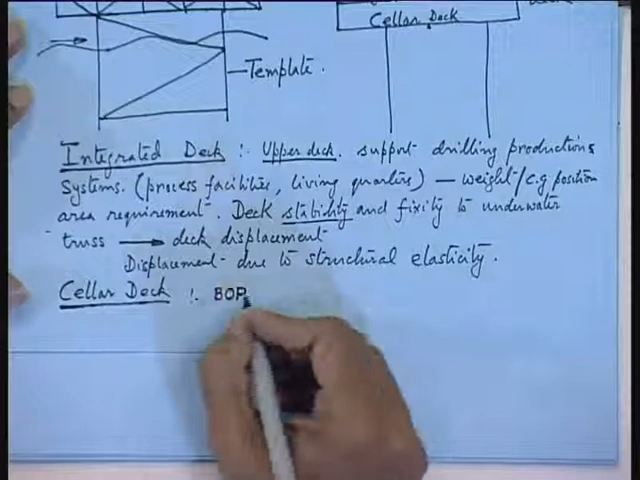 Cellar Deck
Template.
Integrated Deck :. Upper deck. support drilling productions
Systems. (process facilities, living quarters) — weight/c.g position
area requirement. Deck stability and fixity to underwater
truss → deck displacement
Displacement due to structural elasticity.
Cellar Deck :. BOP